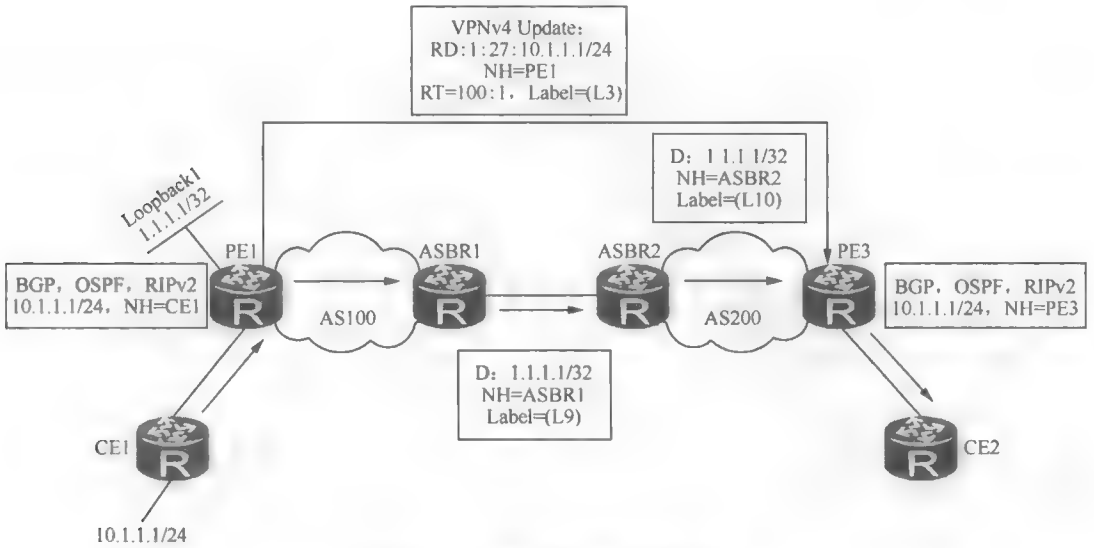 VPNv4 Update：
RD:1:27:10.1.1.1/24
NH=PE1
RT=100:1，Label=(L3)
D：1.1.1.1/32
NH=ASBR2
Label=(L10)
Loopback1
1.1.1.1/32
PE1
ASBR1
ASBR2
PE3
BGP，OSPF，RIPv2
10.1.1.1/24，NH=CE1
R
AS100
R
R
AS200
R
BGP，OSPF，RIPv2
10.1.1.1/24，NH=PE3
D：1.1.1.1/32
NH=ASBR1
Label=(L9)
CE1
R
R
CE2
10.1.1.1/24